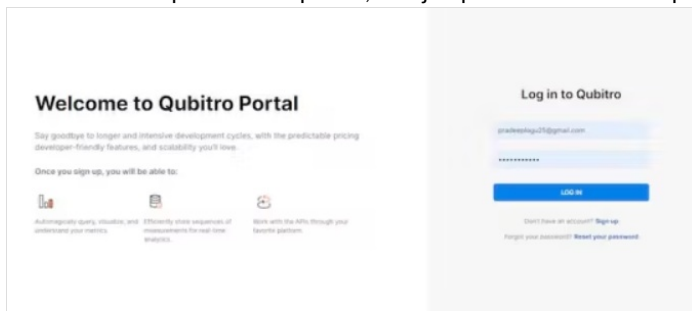 Welcome to Qubitro Portal
Say goodbye to longer and intensive development cycles, with the predictable pricing
developer-friendly features, and scalability you'll love.
Once you sign up, you will be able to:
Automagically query, visualize, and
understand your metrics.
Efficiently store sequences of
measurements for real-time
analytics.
Work with the APIs through your
favorite platform.
Log in to Qubitro
LOG IN
Don't have an account? Sign up
Forgot your password? Reset your password